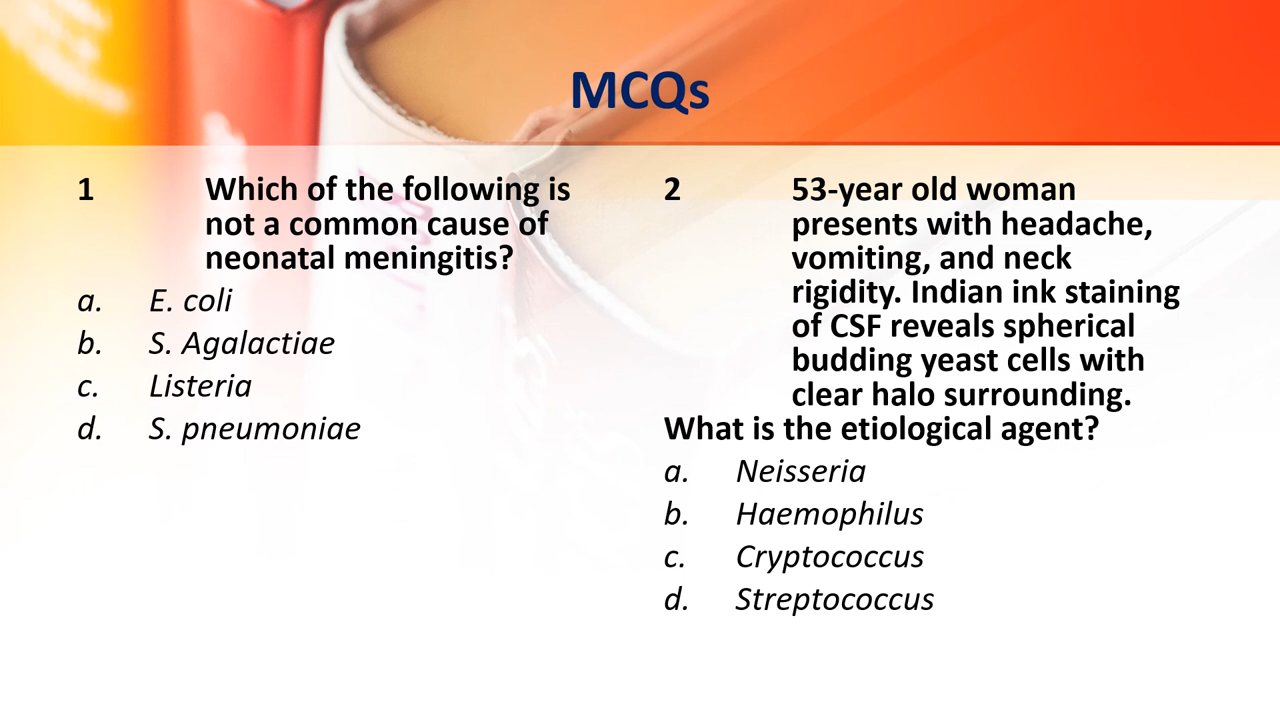 MCQs
1 Which of the following is
not a common cause of
neonatal meningitis?
a. E. coli
b. S. Agalactiae
c. Listeria
d. S. pneumoniae
2 53-year old woman
presents with headache,
vomiting, and neck
rigidity. Indian ink staining
of CSF reveals spherical
budding yeast cells with
clear halo surrounding.
What is the etiological agent?
a. Neisseria
b. Haemophilus
c. Cryptococcus
d. Streptococcus